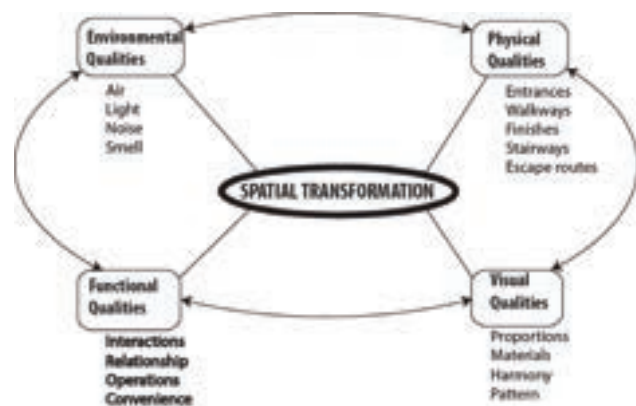 Environmental
Qualities
Air
Light
Noise
Smell
Physical
Qualities
Entrances
Walkways
Finishes
Stairways
Escape routes
SPATIAL TRANSFORMATION
Functional
Qualities
Interactions
Relationship
Operations
Convenience
Visual
Qualities
Proportions
Materials
Harmony
Pattern